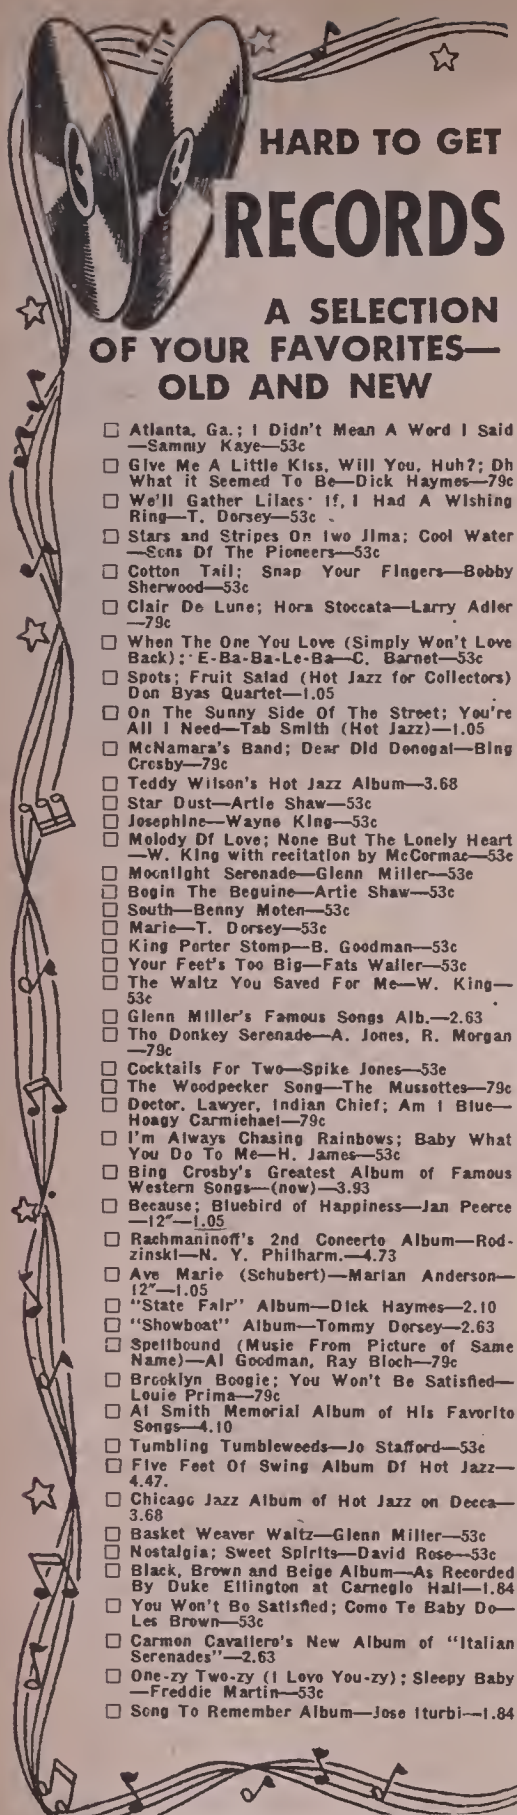 HARD TO GET
RECORDS
A SELECTION
OF YOUR FAVORITES—
OLD AND NEW
☐ Atlanta, Ga.; I Didn't Mean A Word I Said
—Sammy Kaye—53c
☐ Give Me A Little Kiss, Will You, Huh?; Dh
What it Seemed To Be—Dick Haymes—79c
☐ We'll Gather Lilacs· If, I Had A Wishing
Ring—T. Dorsey—53c
☐ Stars and Stripes On Iwo Jima; Cool Water
—Sons Df The Pioneers—53c
☐ Cotton Tail; Snap Your Fingers—Bobby
Sherwood—53c
☐ Clair De Lune; Hora Stoccata—Larry Adler
—79c
☐ When The One You Love (Simply Won't Love
Back); E-Ba-Ba-Le-Ba—C. Barnet—53c
☐ Spots; Fruit Salad (Hot Jazz for Collectors)
Don Byas Quartet—1.05
☐ On The Sunny Side Of The Street; You're
All I Need—Tab Smith (Hot Jazz)—1.05
☐ McNamara's Band; Dear Dld Donegal—Bing
Crosby—79c
☐ Teddy Wilson's Hot Jazz Album—3.68
☐ Star Dust—Artie Shaw—53c
☐ Josephine—Wayne King—53c
☐ Melody Df Love; None But The Lonely Heart
—W. King with recitation by McCormac—53c
☐ Moonlight Serenade—Glenn Miller—53c
☐ Begin The Beguine—Artie Shaw—53c
☐ South—Benny Moten—53c
☐ Marie—T. Dorsey—53c
☐ King Porter Stomp—B. Goodman—53c
☐ Your Feet's Too Big—Fats Waller—53c
☐ The Waltz You Saved For Me—W. King—
53c
☐ Glenn Miller's Famous Songs Alb.—2.63
☐ The Donkey Serenade—A. Jones, R. Morgan
—79c
☐ Cocktails For Two—Spike Jones—53c
☐ The Woodpecker Song—The Mussottes—79c
☐ Doctor, Lawyer, Indian Chief; Am I Blue—
Hoagy Carmichael—79c
☐ I'm Always Chasing Rainbows; Baby What
You Do To Me—H. James—53c
☐ Bing Crosby's Greatest Album of Famous
Western Songs—(now)—3.93
☐ Because; Bluebird of Happiness—Jan Peerce
—12"—1.05
☐ Rachmaninoff's 2nd Concerto Album—Rod-
zinski—N. Y. Philharm.—4.73
☐ Ave Marie (Schubert)—Marian Anderson—
12"—1.05
☐ "State Fair" Album—Dick Haymes—2.10
☐ "Showboat" Album—Tommy Dorsey—2.63
☐ Spellbound (Music From Picture of Same
Name)—Al Goodman, Ray Bloch—79c
☐ Brooklyn Boogie; You Won't Be Satisfied—
Louie Prima—79c
☐ Al Smith Memorial Album of His Favorite
Songs—4.10
☐ Tumbling Tumbleweeds—Jo Stafford—53c
☐ Five Feet Of Swing Album Df Hot Jazz—
4.47.
☐ Chicago Jazz Album of Hot Jazz on Decca—
3.68
☐ Basket Weaver Waltz—Glenn Miller—53c
☐ Nostalgia; Sweet Spirits—David Rose—53c
☐ Black, Brown and Beige Album—As Recorded
By Duke Ellington at Carnegie Hall—1.84
☐ You Won't Be Satisfied; Come Te Baby Do—
Les Brown—53c
☐ Carmon Cavallero's New Album of "Italian
Serenades"—2.63
☐ One-zy Two-zy (I Love You-zy); Sleepy Baby
—Freddie Martin—53c
☐ Song To Remember Album—Jose Iturbi—1.84